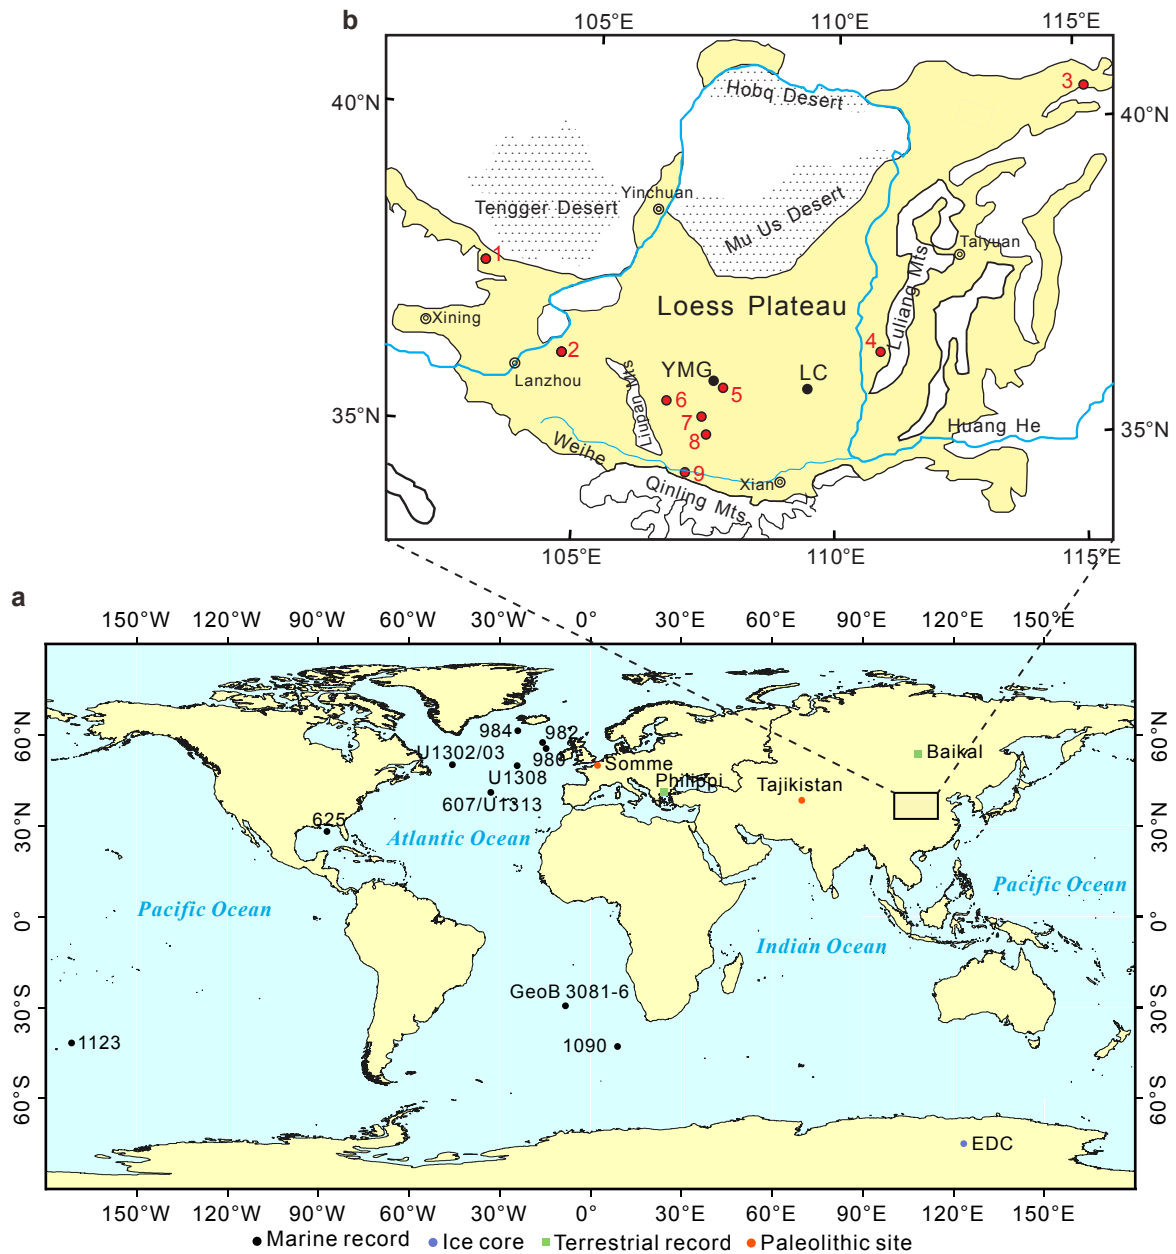 b
105°E
110°E
115°E
3
Hobq Desert
40°N
40°N
Yinchuan
Tengger Desert
Mu Us Desert
Taiyuan
1
Luliang Mts
Loess Plateau
Xining
4
2
Lanzhou
YMG
LC
Liupan Mts
5
6
7
35°N
35°N
Huang He
8
Weihe
9
Xian
Qinling Mts
105°E
110°E
115°E
a
150°W 120°W 90°W 60°W 30°W 0° 30°E 60°E 90°E 120°E 150°E
60°N
60°N
984
982
U1302/03
980
Somme
Baikal
U1308
Philippi
Tajikistan
607/U1313
625
30°N
30°N
Atlantic Ocean
Pacific Ocean
Pacific Ocean
0°
0°
Indian Ocean
GeoB 3081-6
30°S
30°S
1123
1090
60°S
60°S
EDC
150°W 120°W 90°W 60°W 30°W 0° 30°E 60°E 90°E 120°E 150°E
Marine record Ice core Terrestrial record Paleolithic site